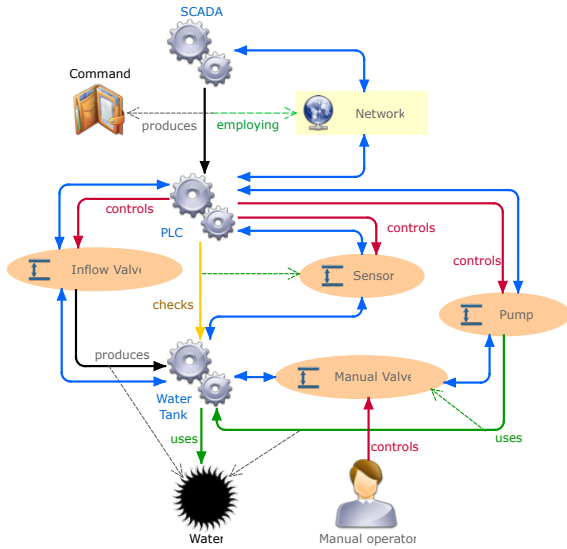 SCADA
Command
Network
produces
employing
controls
PLC
controls
controls
Inflow Valve
Sensor
checks
Pump
produces
Manual Valve
Water
Tank
uses
uses
controls
Water
Manual operator